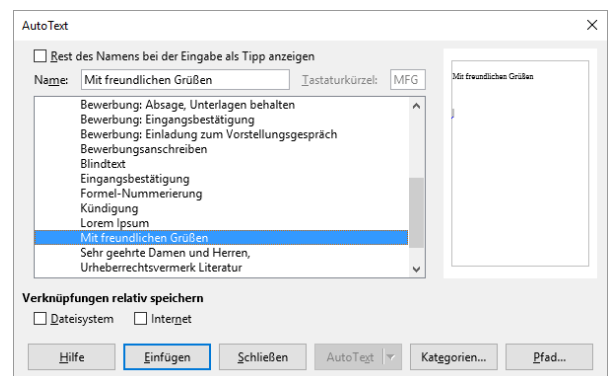 AutoText
Rest des Namens bei der Eingabe als Tipp anzeigen
Name: Mit freundlichen Grüßen Tastaturkürzel: MFG
Mit freundlichen Grüßen
Bewerbung: Absage, Unterlagen behalten
Bewerbung: Eingangsbestätigung
Bewerbung: Einladung zum Vorstellungsgespräch
Bewerbungsanschreiben
Blindtext
Eingangsbestätigung
Formel-Nummerierung
Kündigung
Lorem Ipsum
Mit freundlichen Grüßen
Sehr geehrte Damen und Herren,
Urheberrechtsvermerk Literatur
Verknüpfungen relativ speichern
Dateisystem Internet
Hilfe Einfügen Schließen AutoText Kategorien... Pfad...